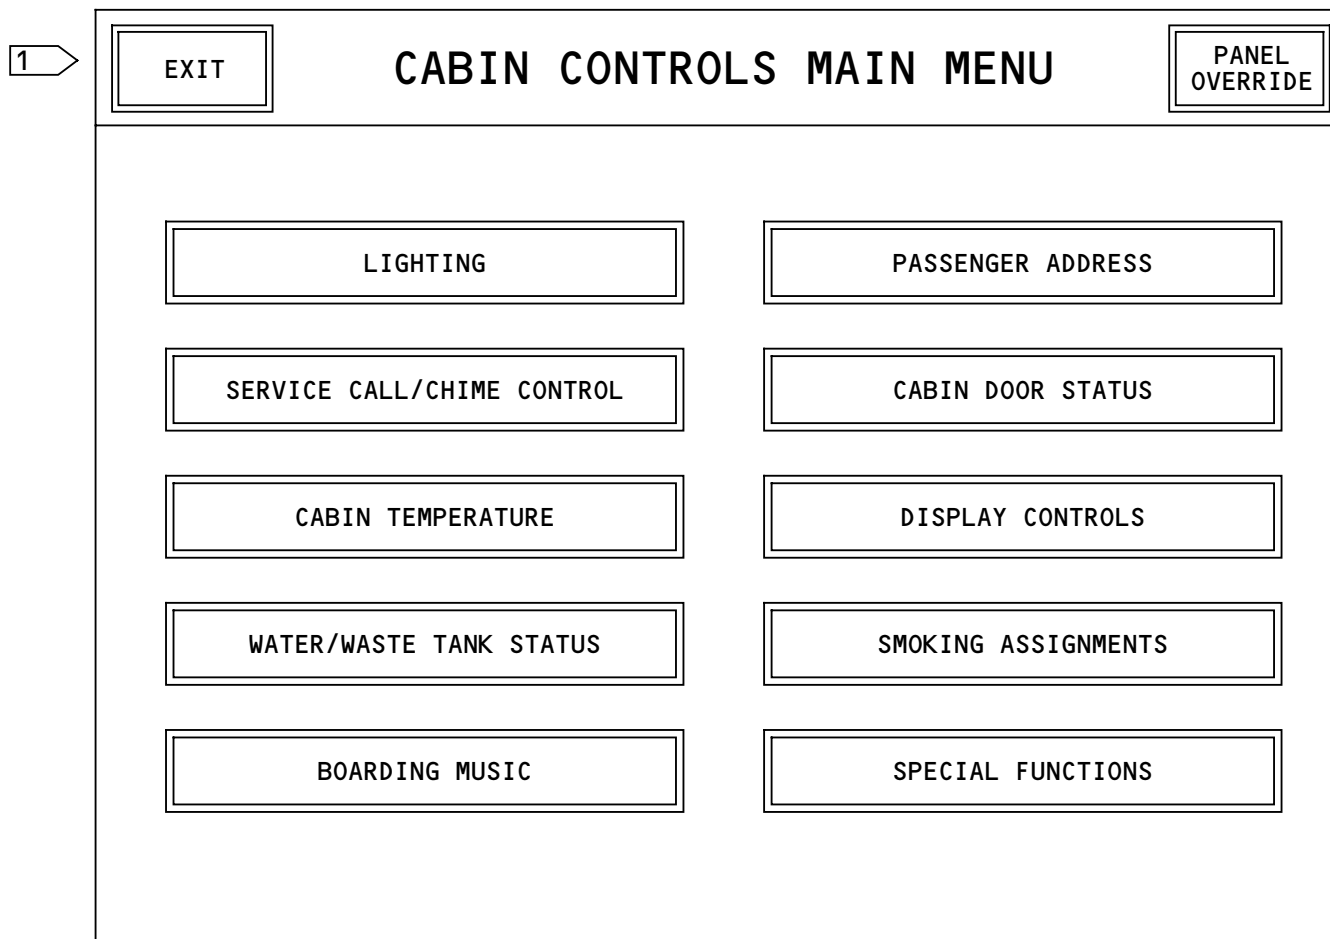 1
EXIT
CABIN CONTROLS MAIN MENU
PANEL
OVERRIDE
LIGHTING
PASSENGER ADDRESS
SERVICE CALL/CHIME CONTROL
CABIN DOOR STATUS
CABIN TEMPERATURE
DISPLAY CONTROLS
WATER/WASTE TANK STATUS
SMOKING ASSIGNMENTS
BOARDING MUSIC
SPECIAL FUNCTIONS